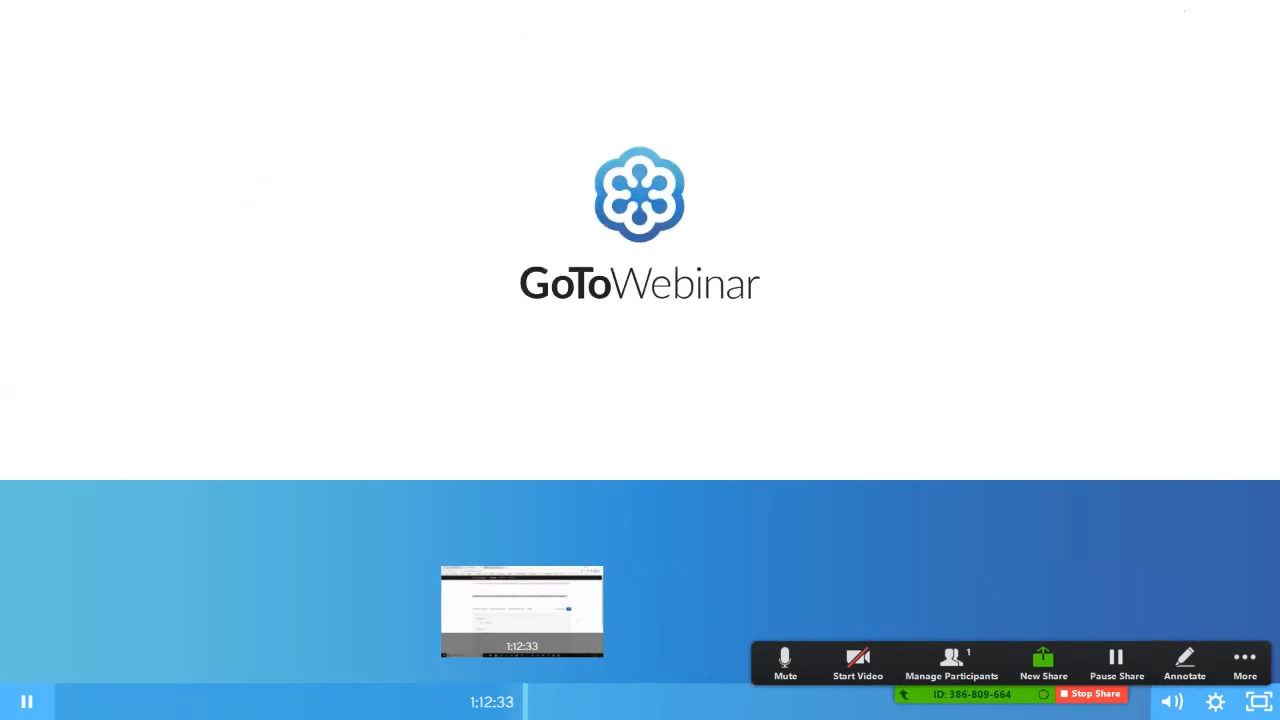 GoToWebinar
1:12:33
Mute
Start Video
1
Manage Participants
New Share
Pause Share
Annotate
More
1:12:33
ID: 386-809-664
Stop Share